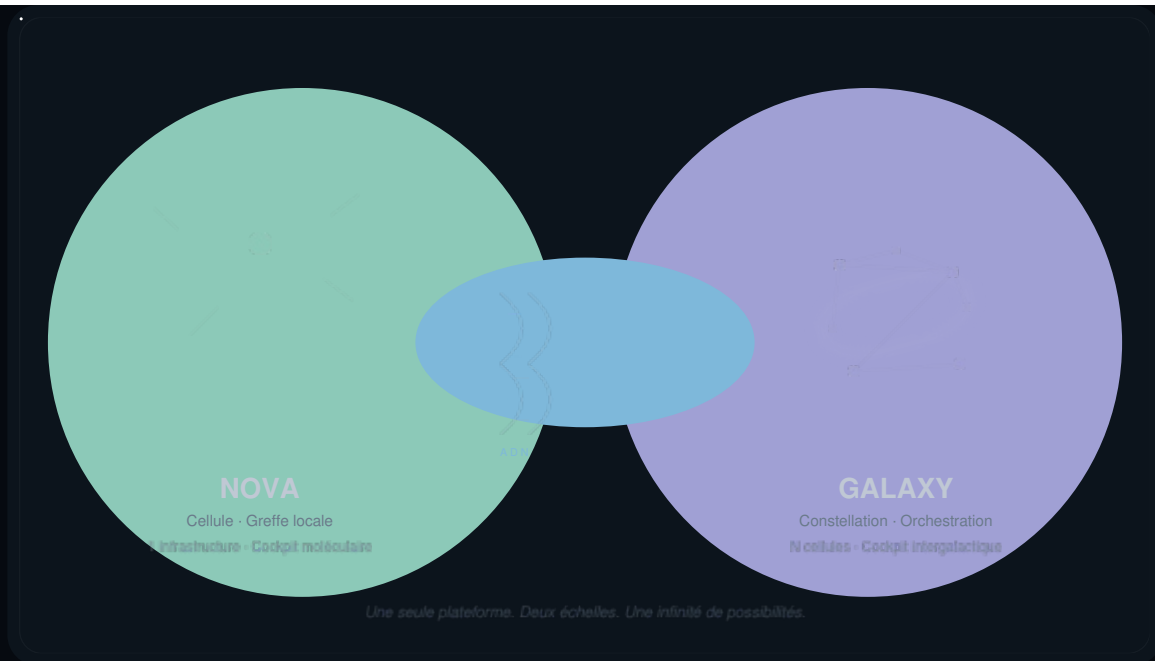 ADN
NOVA
GALAXY
Cellule · Greffe locale
Constellation · Orchestration
1 infrastructure · Cockpit moléculaire
N cellules · Cockpit intergalactique
Une seule plateforme. Deux échelles. Une infinité de possibilités.